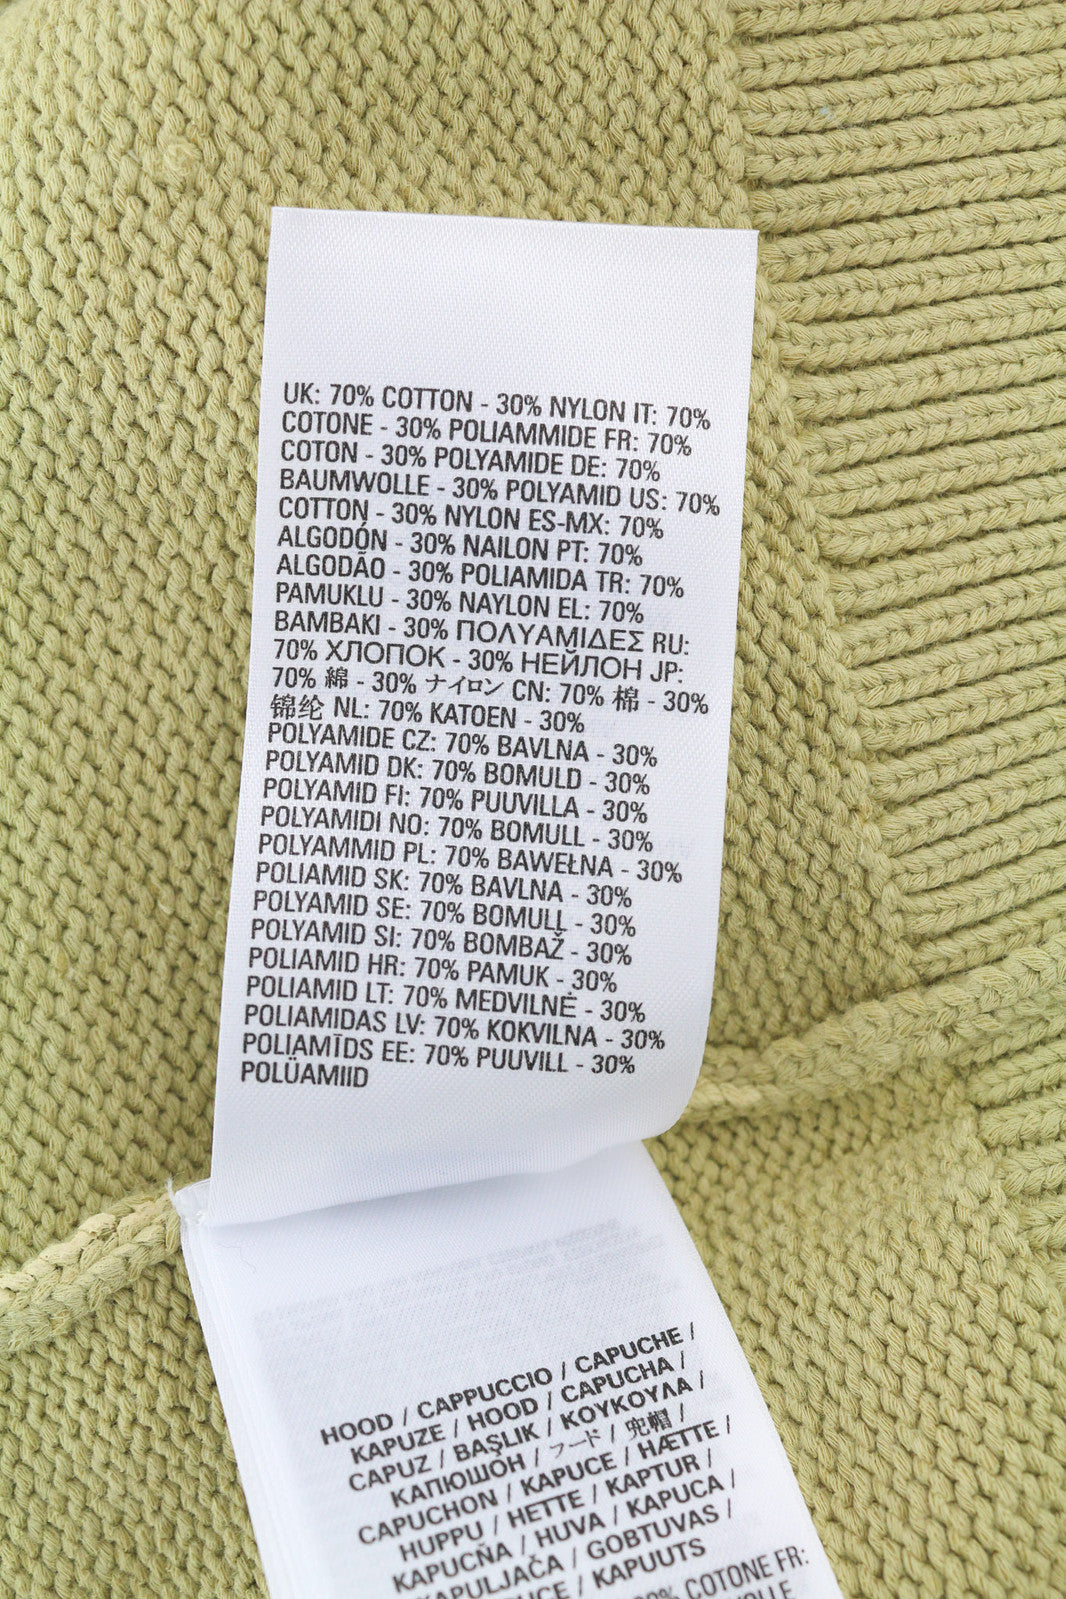 UK: 70% COTTON - 30% NYLON IT: 70%
COTONE - 30% POLIAMMIDE FR: 70%
COTON - 30% POLYAMIDE DE: 70%
BAUMWOLLE - 30% POLYAMID US: 70%
COTTON - 30% NYLON ES-MX: 70%
ALGODÓN - 30% NAILON PT: 70%
ALGODÃO - 30% POLIAMIDA TR: 70%
PAMUKLU - 30% NAYLON EL: 70%
BAMBAKI - 30% ΠΟΛΥΑΜΙΔΕΣ RU:
70% ХЛОПОК - 30% НЕЙЛОН JP:
70% 綿 - 30% ナイロン CN: 70% 棉 - 30%
锦纶 NL: 70% KATOEN - 30%
POLYAMIDE CZ: 70% BAVLNA - 30%
POLYAMID DK: 70% BOMULD - 30%
POLYAMID FI: 70% PUUVILLA - 30%
POLYAMIDI NO: 70% BOMULL - 30%
POLYAMMID PL: 70% BAWEŁNA - 30%
POLIAMID SK: 70% BAVLNA - 30%
POLYAMID SE: 70% BOMULL - 30%
POLYAMID SI: 70% BOMBAŽ - 30%
POLIAMID HR: 70% PAMUK - 30%
POLIAMID LT: 70% MEDVILNĖ - 30%
POLIAMIDAS LV: 70% KOKVILNA - 30%
POLIAMĪDS EE: 70% PUUVILL - 30%
POLÜAMIID
HOOD / CAPPUCCIO / CAPUCHE /
KAPUZE / HOOD / CAPUCHA /
CAPUZ / BAŞLIK / ΚΟΥΚΟΥΛΑ /
КАПЮШОН / フード / 兜帽 /
CAPUCHON / KAPUCE / HÆTTE /
HUPPU / HETTE / KAPTUR /
KAPUCŇA / HUVA / KAPUCA /
KAPULJAČA / GOBTUVAS /
/ KAPUUTS
COTONE FR: